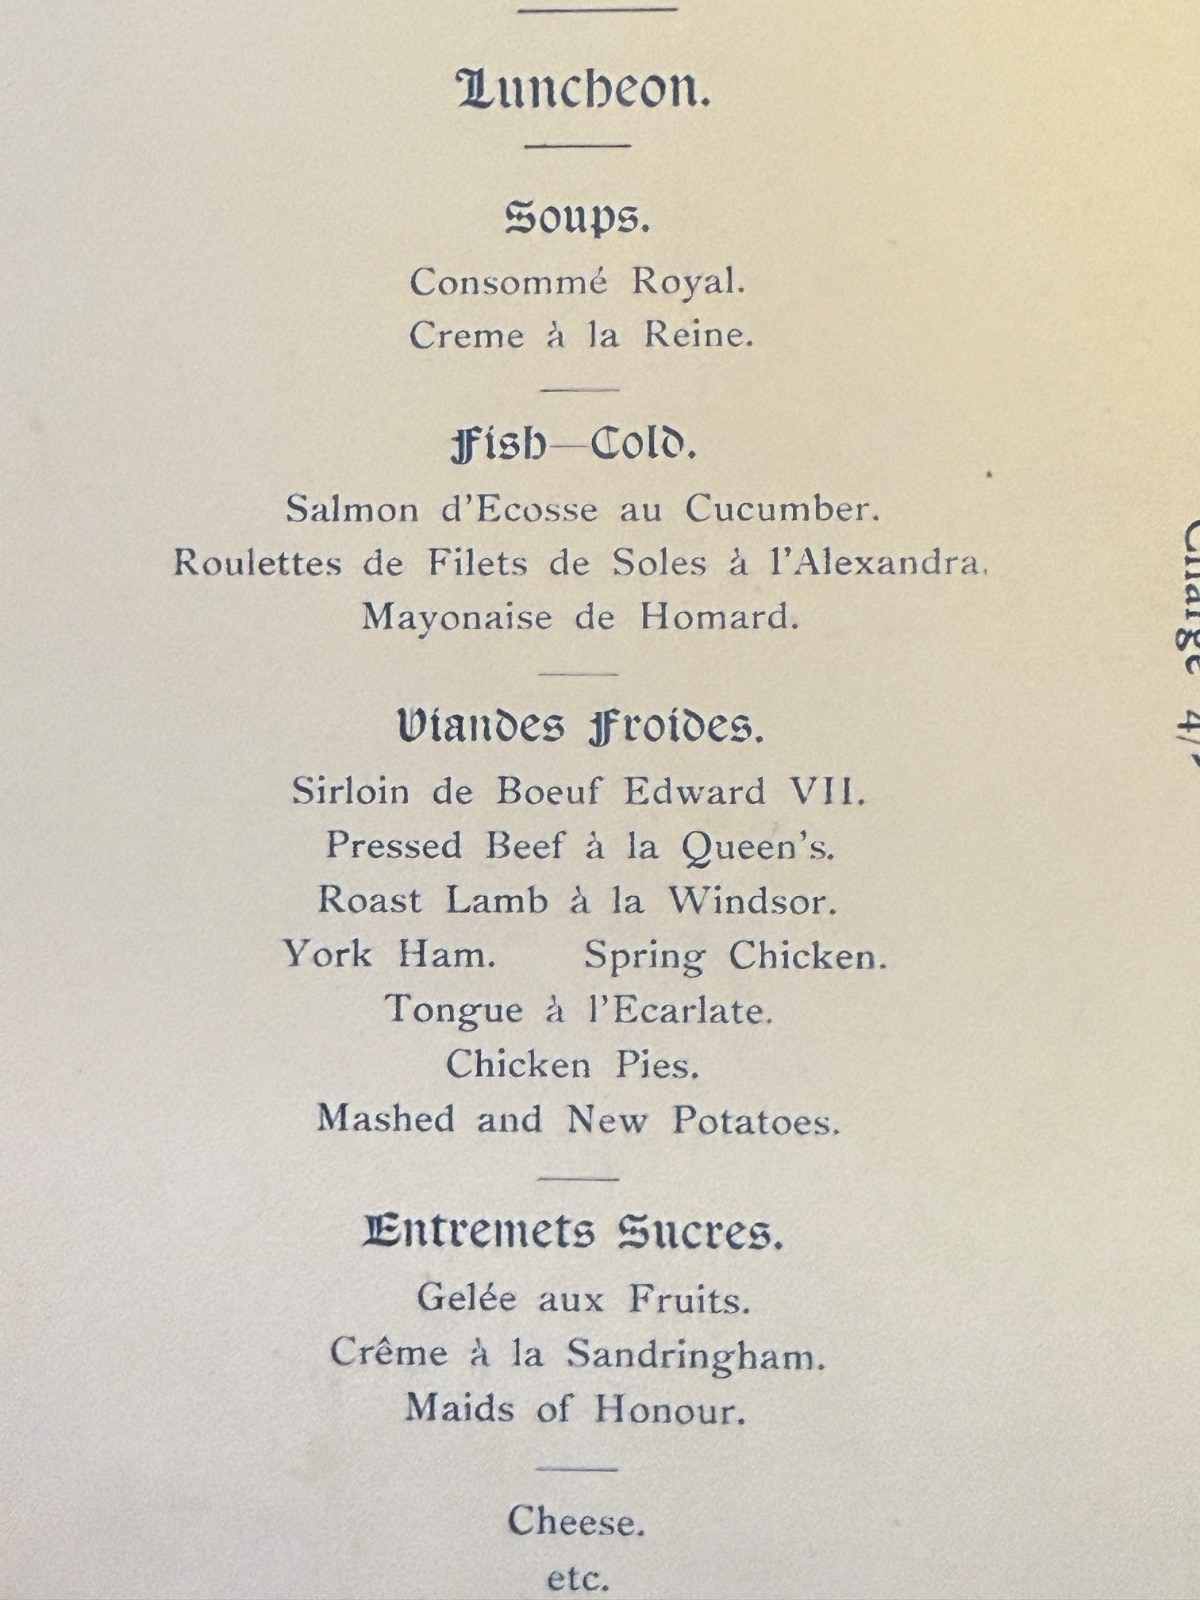 Luncheon.
Soups.
Consommé Royal.
Creme à la Reine.
Fish—Cold.
Salmon d'Ecosse au Cucumber.
Roulettes de Filets de Soles à l'Alexandra.
Mayonaise de Homard.
Viandes Froides.
Sirloin de Boeuf Edward VII.
Pressed Beef à la Queen's.
Roast Lamb à la Windsor.
York Ham. Spring Chicken.
Tongue à l'Ecarlate.
Chicken Pies.
Mashed and New Potatoes.
Entremets Sucres.
Gelée aux Fruits.
Crême à la Sandringham.
Maids of Honour.
Cheese.
etc.
Charge 4/